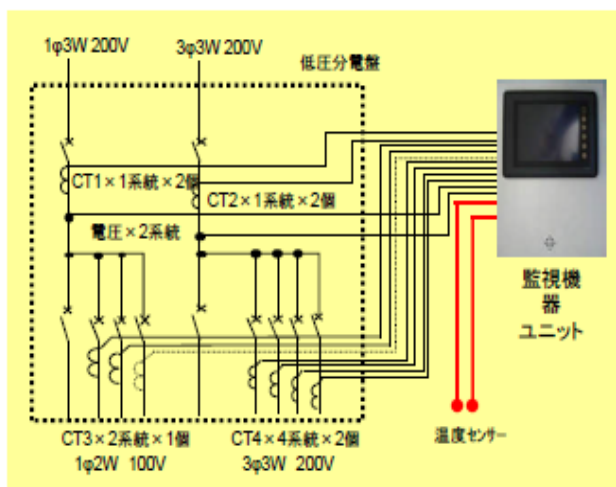 1φ3W 200V
3φ3W 200V
低圧分電盤
CT1×1系統×2個
CT2×1系統×2個
電圧×2系統
監視機
器
ユニット
CT3×2系統×1個
1φ2W 100V
CT4×4系統×2個
3φ3W 200V
温度センサー